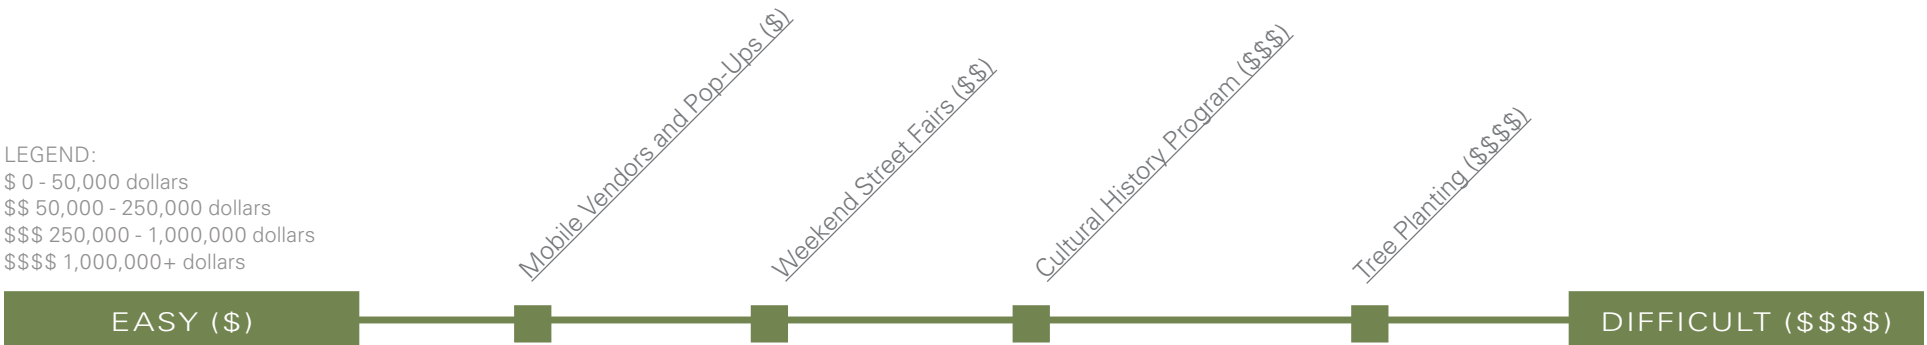 Mobile Vendors and Pop-Ups ($)
Weekend Street Fairs ($$)
Cultural History Program ($$$)
Tree Planting ($$$$)
LEGEND:
$ 0 - 50,000 dollars
$$ 50,000 - 250,000 dollars
$$$ 250,000 - 1,000,000 dollars
$$$$ 1,000,000+ dollars
EASY ($)
DIFFICULT ($$$$)